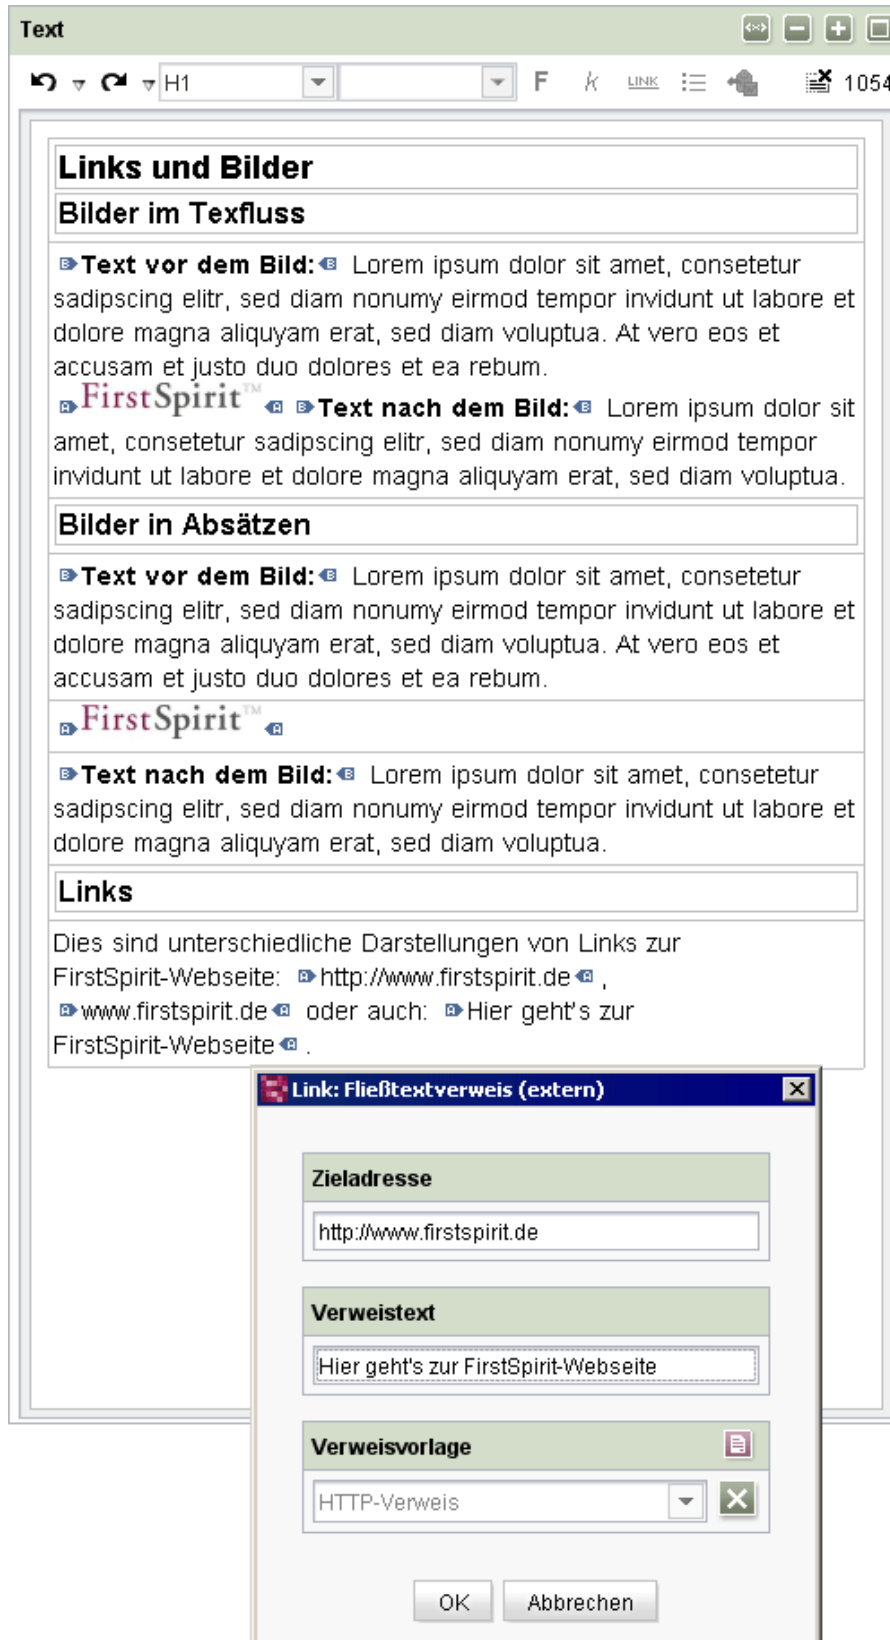 Text
H1 F k LINK 1054
Links und Bilder
Bilder im Texfluss
B Text vor dem Bild: B Lorem ipsum dolor sit amet, consetetur
sadipscing elitr, sed diam nonumy eirmod tempor invidunt ut labore et
dolore magna aliquyam erat, sed diam voluptua. At vero eos et
accusam et justo duo dolores et ea rebum.
A FirstSpirit™ A B Text nach dem Bild: B Lorem ipsum dolor sit
amet, consetetur sadipscing elitr, sed diam nonumy eirmod tempor
invidunt ut labore et dolore magna aliquyam erat, sed diam voluptua.
Bilder in Absätzen
B Text vor dem Bild: B Lorem ipsum dolor sit amet, consetetur
sadipscing elitr, sed diam nonumy eirmod tempor invidunt ut labore et
dolore magna aliquyam erat, sed diam voluptua. At vero eos et
accusam et justo duo dolores et ea rebum.
A FirstSpirit™ A
B Text nach dem Bild: B Lorem ipsum dolor sit amet, consetetur
sadipscing elitr, sed diam nonumy eirmod tempor invidunt ut labore et
dolore magna aliquyam erat, sed diam voluptua.
Links
Dies sind unterschiedliche Darstellungen von Links zur
FirstSpirit-Webseite: A http://www.firstspirit.de A ,
A www.firstspirit.de A oder auch: A Hier geht's zur
FirstSpirit-Webseite A .
Link: Fließtextverweis (extern)
Zieladresse
http://www.firstspirit.de
Verweistext
Hier geht's zur FirstSpirit-Webseite
Verweisvorlage
HTTP-Verweis
OK Abbrechen